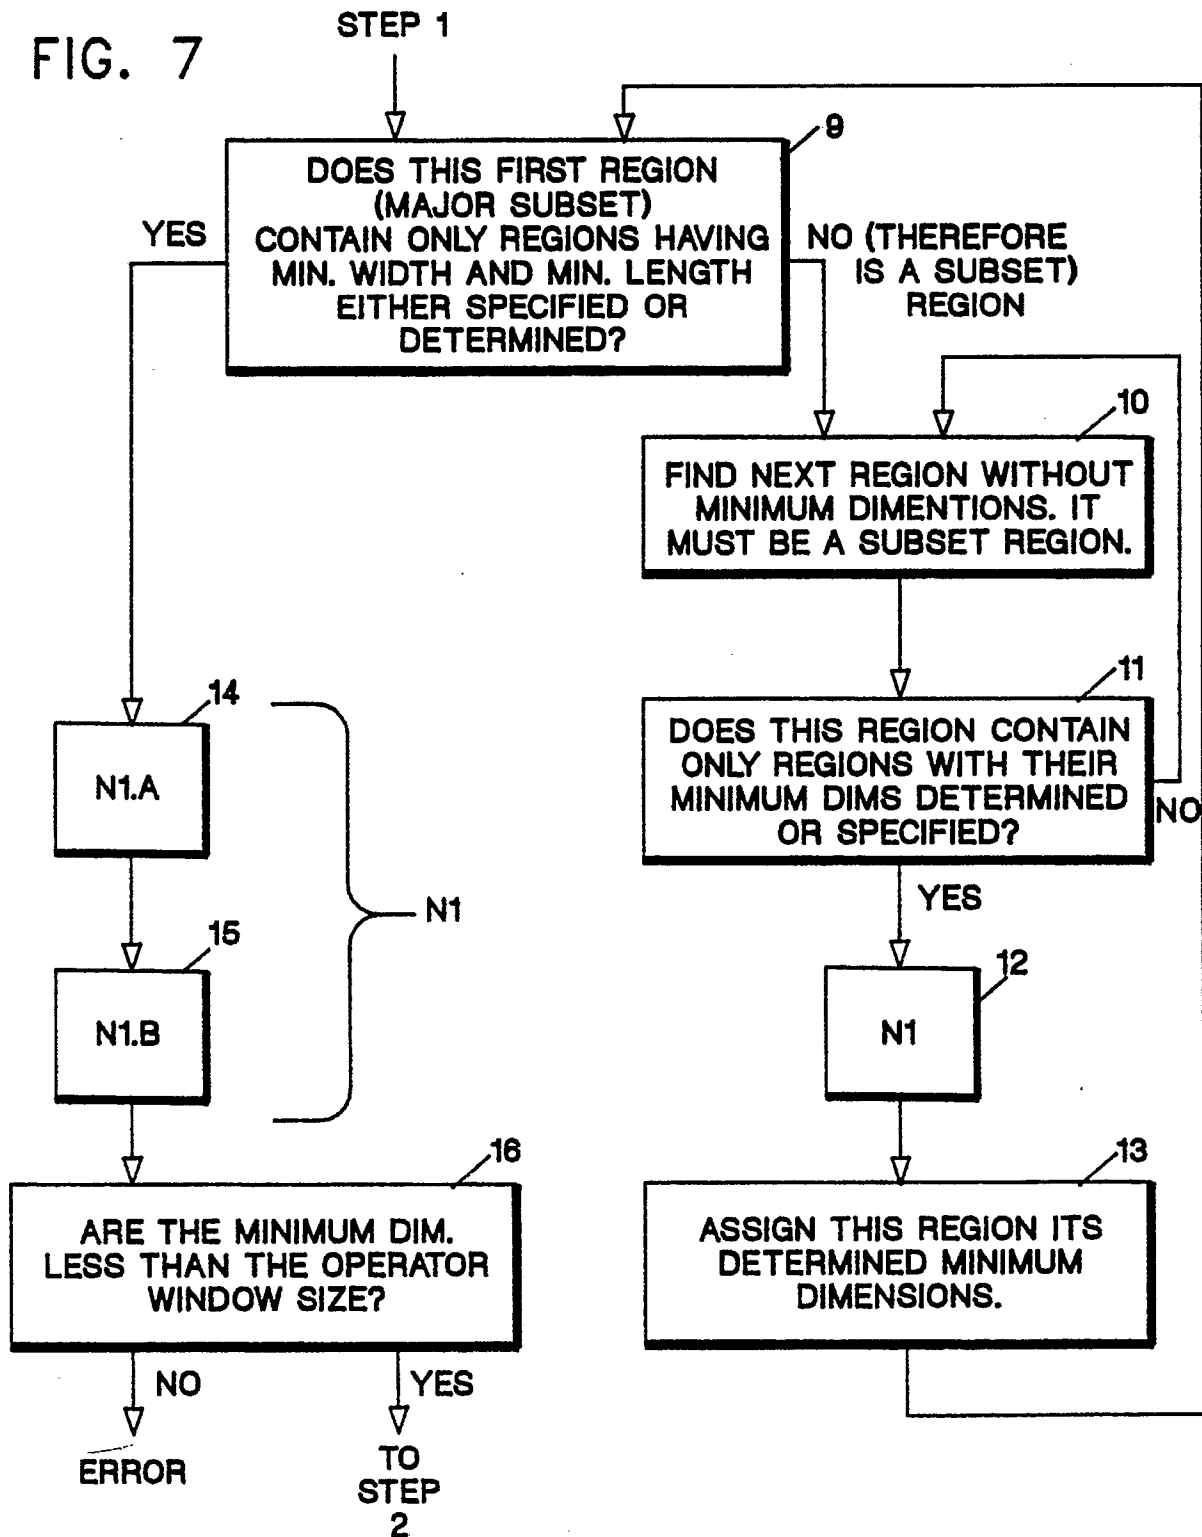 FIG. 7
STEP 1
9
DOES THIS FIRST REGION
(MAJOR SUBSET)
CONTAIN ONLY REGIONS HAVING
MIN. WIDTH AND MIN. LENGTH
EITHER SPECIFIED OR
DETERMINED?
YES
NO (THEREFORE
IS A SUBSET)
REGION
10
FIND NEXT REGION WITHOUT
MINIMUM DIMENTIONS. IT
MUST BE A SUBSET REGION.
11
DOES THIS REGION CONTAIN
ONLY REGIONS WITH THEIR
MINIMUM DIMS DETERMINED
OR SPECIFIED?
NO
YES
12
N1
13
ASSIGN THIS REGION ITS
DETERMINED MINIMUM
DIMENSIONS.
14
N1.A
15
N1.B
N1
16
ARE THE MINIMUM DIM.
LESS THAN THE OPERATOR
WINDOW SIZE?
NO
YES
ERROR
TO
STEP
2